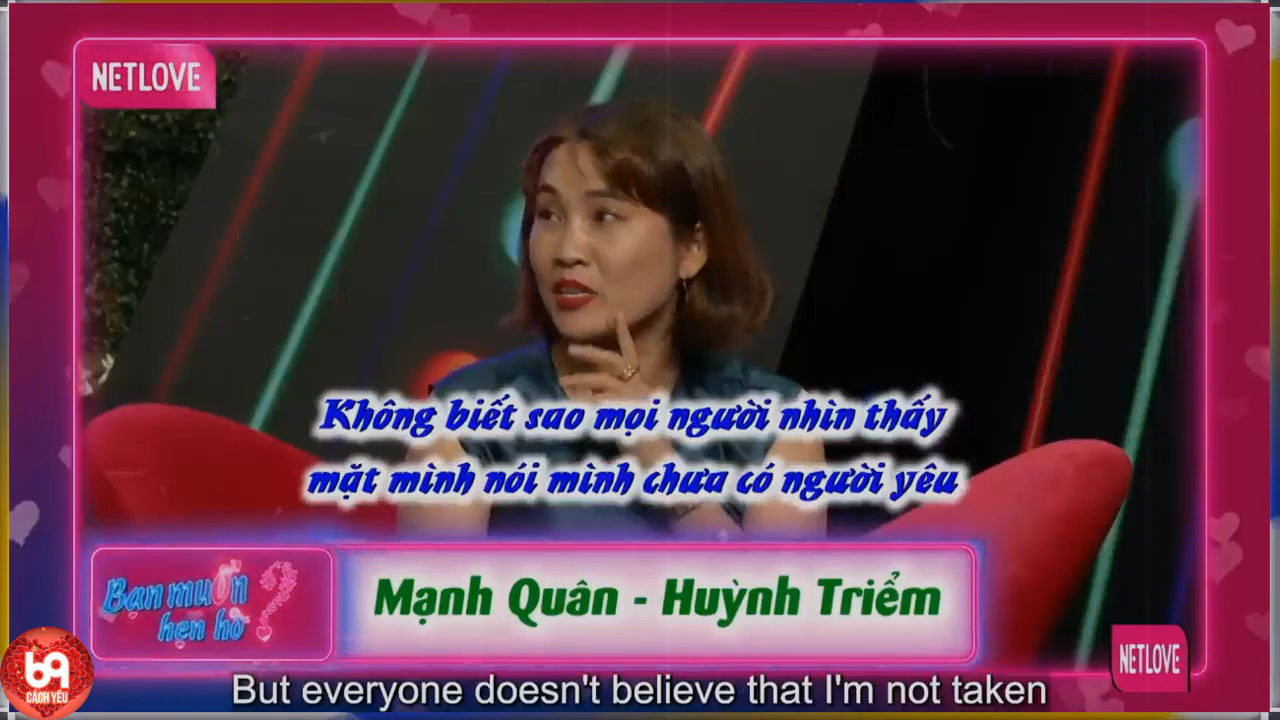 NETLOVE
Không biết sao mọi người nhìn thấy
mặt mình nói mình chưa có người yêu
Bạn muốn
hẹn hò
?
Mạnh Quân - Huỳnh Triểm
NETLOVE
69
CÁCH YÊU
But everyone doesn't believe that I'm not taken